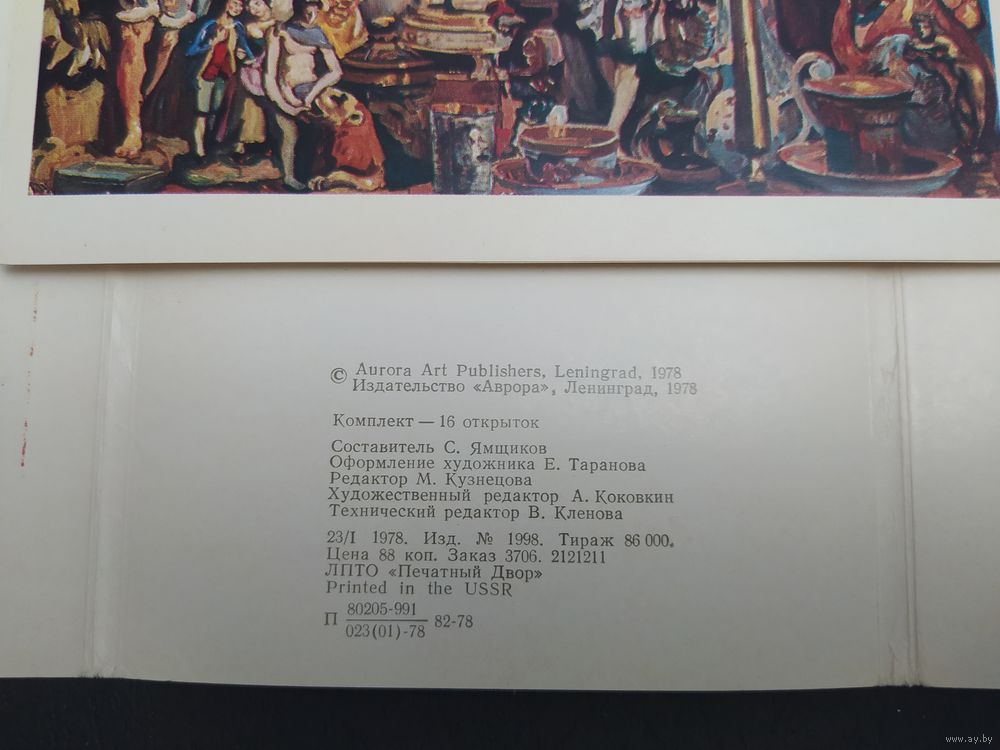 © Aurora Art Publishers, Leningrad, 1978
Издательство «Аврора», Ленинград, 1978
Комплект — 16 открыток
Составитель С. Ямщиков
Оформление художника Е. Таранова
Редактор М. Кузнецова
Художественный редактор А. Коковкин
Технический редактор В. Кленова
23/I 1978. Изд. № 1998. Тираж 86 000.
Цена 88 коп. Заказ 3706. 2121211
ЛПТО «Печатный Двор»
Printed in the USSR
П 80205-991
023(01)-78 82-78
www.ay.by